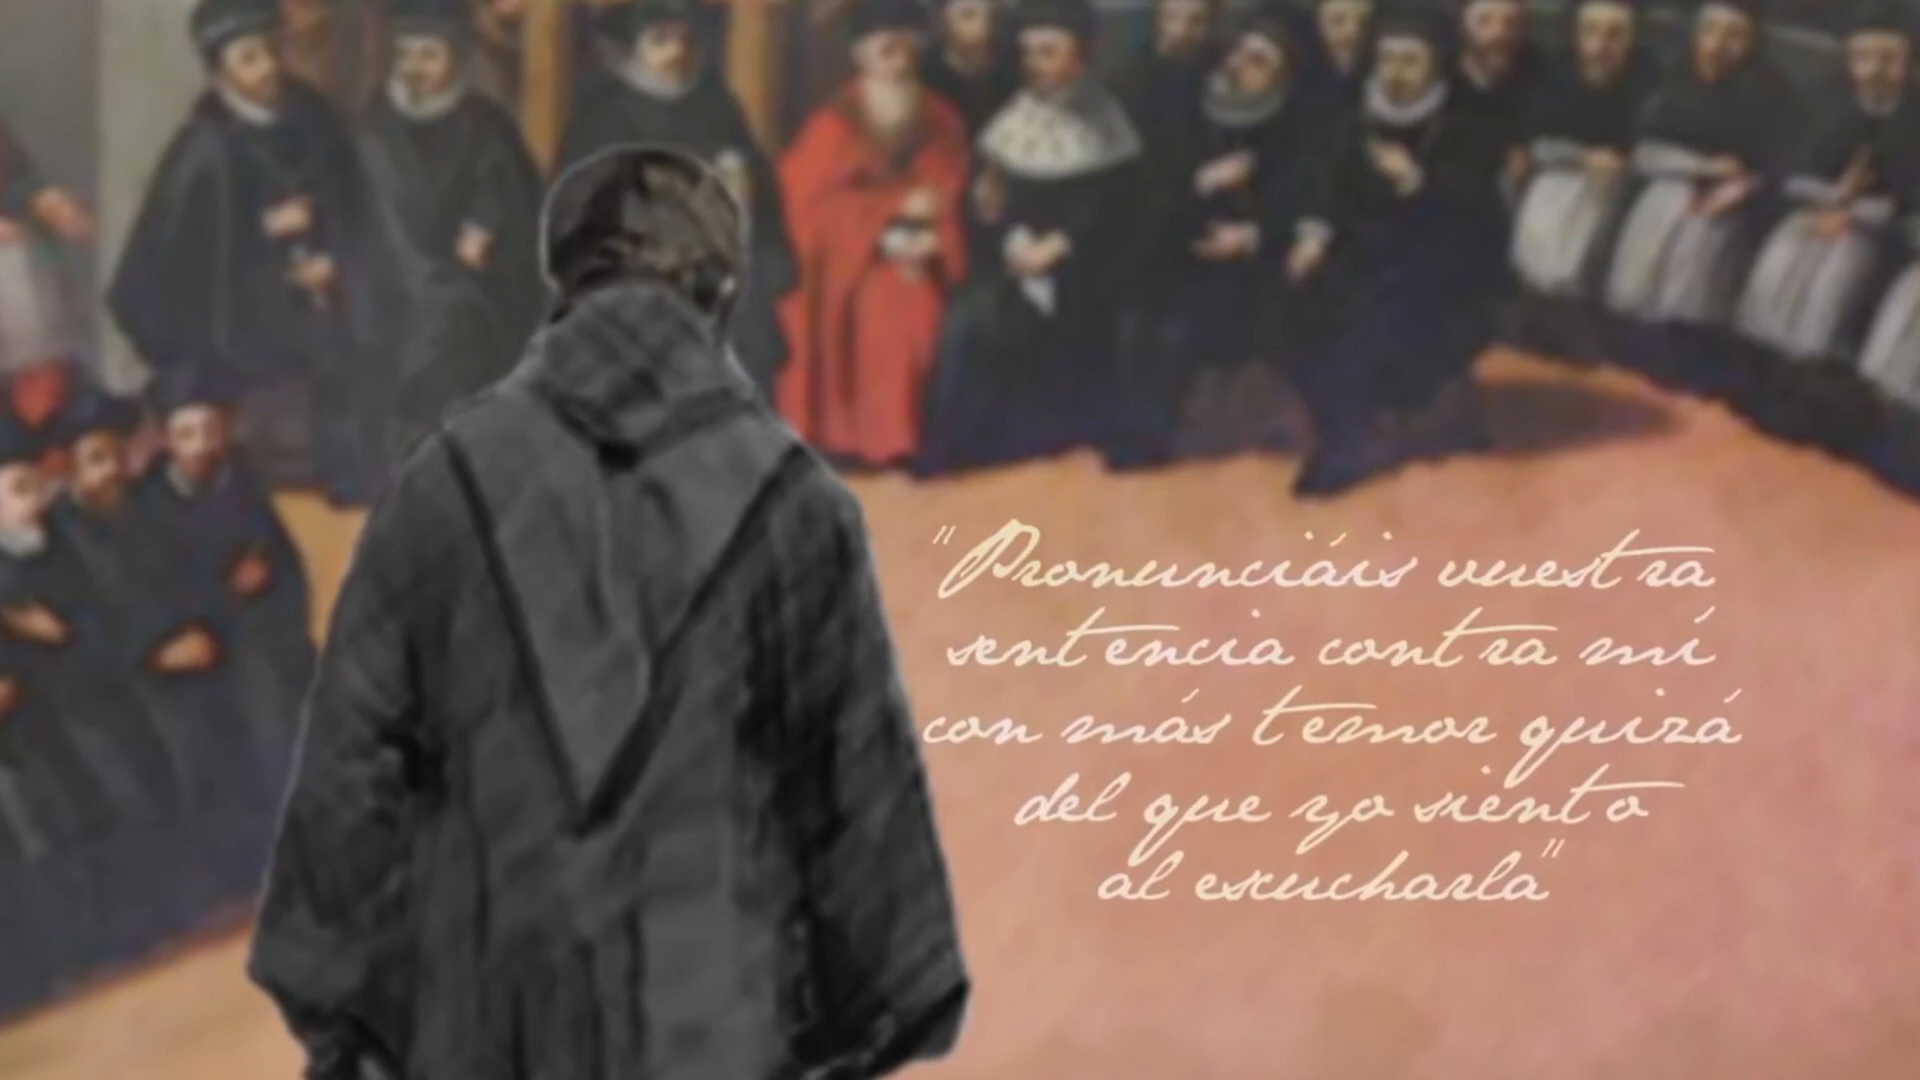 "Pronunciáis vuestra
sentencia contra mí
con más temor quizá
del que yo siento
al escucharla"